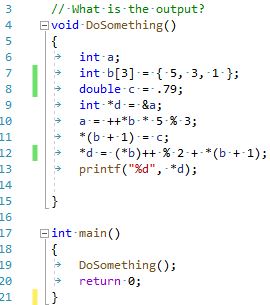 3 // What is the output?
4 void DoSomething()
5 {
6 int a;
7 int b[3] = { 5, 3, 1 };
8 double c = .79;
9 int *d = &a;
10 a = ++*b * 5 % 3;
11 *(b + 1) = c;
12 *d = (*b)++ % 2 + *(b + 1);
13 printf("%d", *d);
14
15 }
16
17 int main()
18 {
19 DoSomething();
20 return 0;
21 }